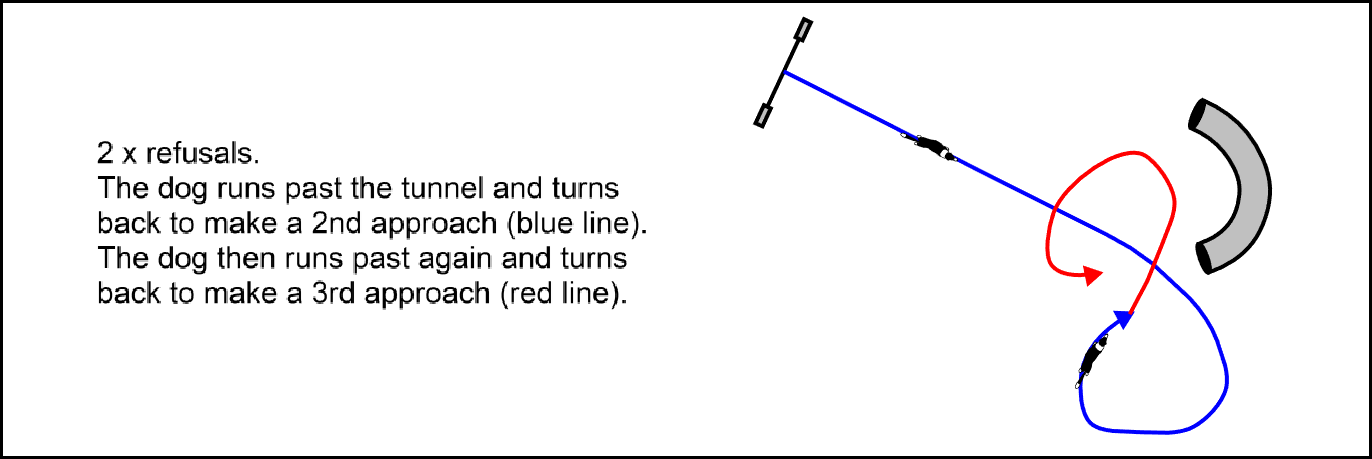 2 x refusals.
The dog runs past the tunnel and turns
back to make a 2nd approach (blue line).
The dog then runs past again and turns
back to make a 3rd approach (red line).